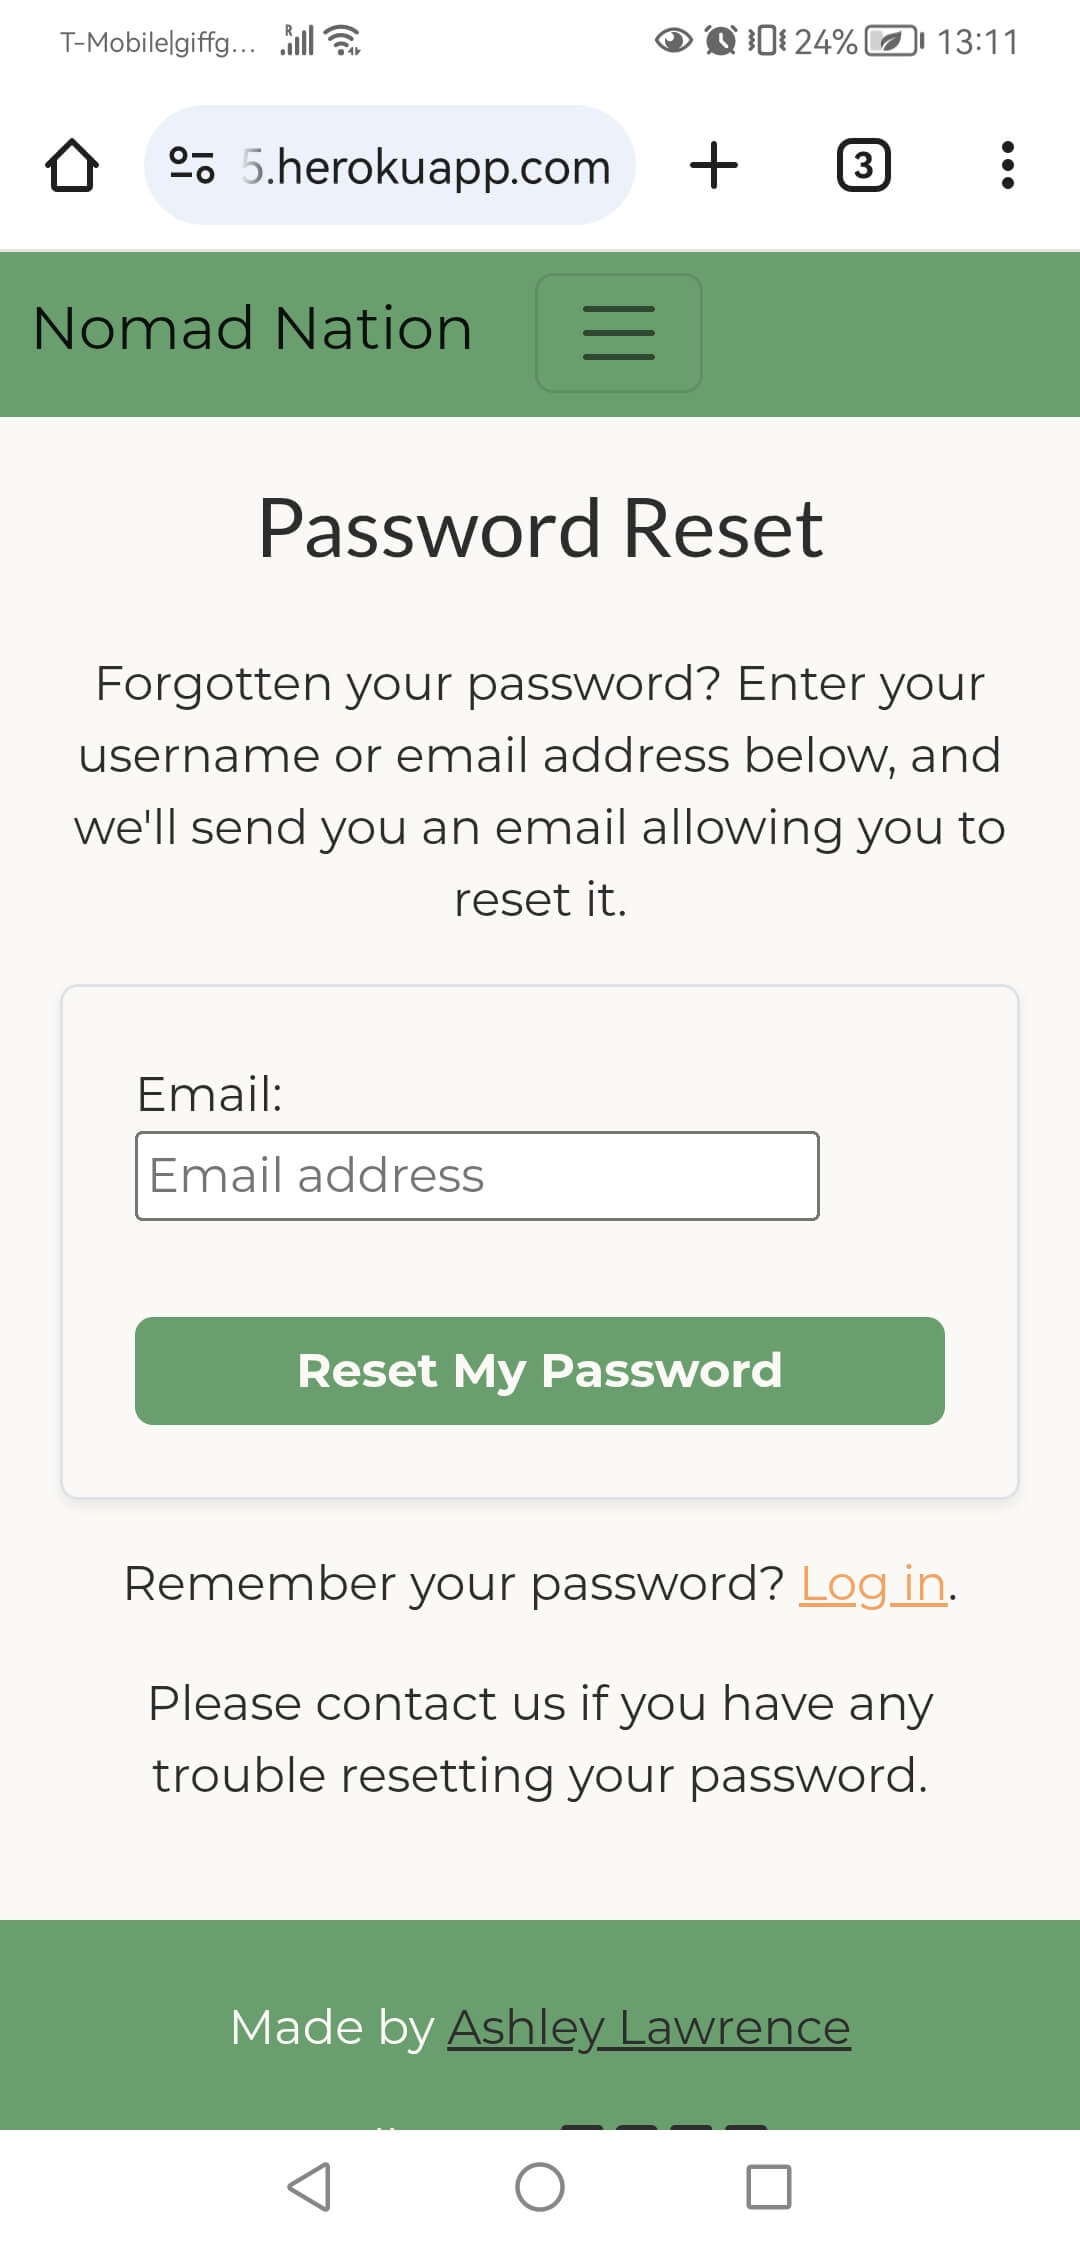 T-Mobile|giffg... R 24% 13:11
5.herokuapp.com 3
Nomad Nation
Password Reset
Forgotten your password? Enter your
username or email address below, and
we'll send you an email allowing you to
reset it.
Email:
Email address
Reset My Password
Remember your password? Log in.
Please contact us if you have any
trouble resetting your password.
Made by Ashley Lawrence